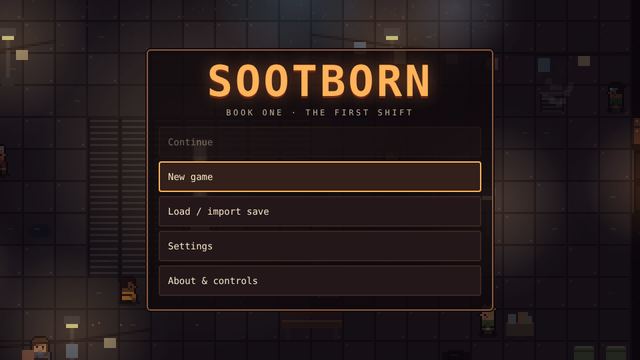 SOOTBORN
BOOK ONE · THE FIRST SHIFT
Continue
New game
Load / import save
Settings
About & controls